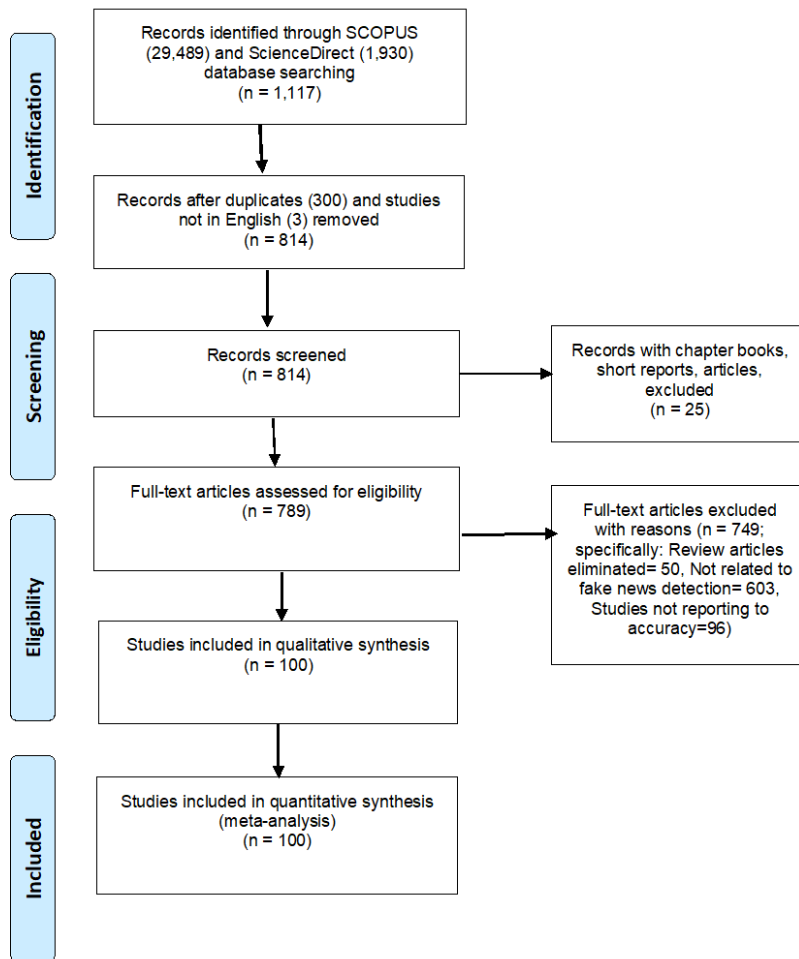 Identification
Records identified through SCOPUS
(29,489) and ScienceDirect (1,930)
database searching
(n = 1,117)
Records after duplicates (300) and studies
not in English (3) removed
(n = 814)
Screening
Records screened
(n = 814)
Records with chapter books,
short reports, articles,
excluded
(n = 25)
Full-text articles assessed for eligibility
(n = 789)
Eligibility
Full-text articles excluded
with reasons (n = 749;
specifically: Review articles
eliminated= 50, Not related to
fake news detection= 603,
Studies not reporting to
accuracy=96)
Studies included in qualitative synthesis
(n = 100)
Included
Studies included in quantitative synthesis
(meta-analysis)
(n = 100)